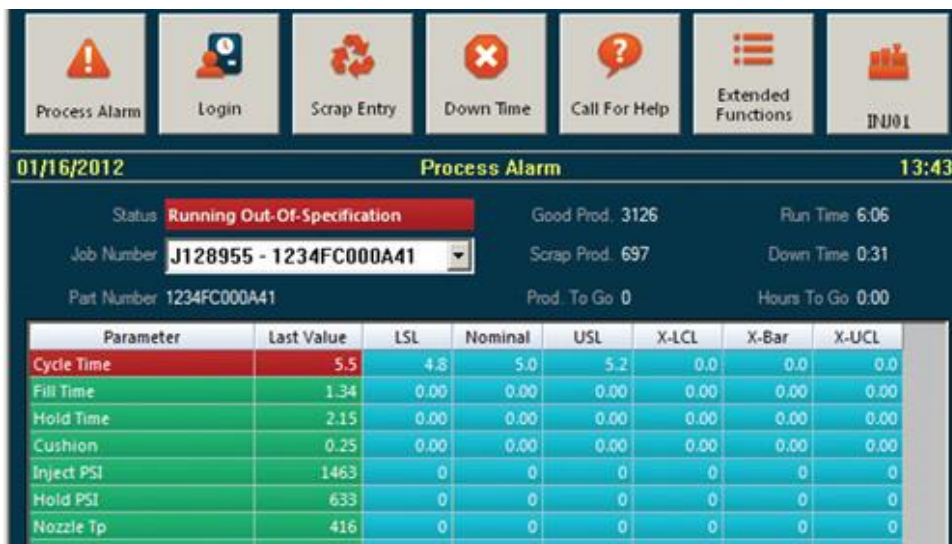 Process Alarm Login Scrap Entry Down Time Call For Help Extended Functions INJ01
01/16/2012 Process Alarm 13:43
Status Running Out-Of-Specification Good Prod. 3126 Run Time 6:06
Job Number J128955 - 1234FC000A41 Scrap Prod. 697 Down Time 0:31
Part Number 1234FC000A41 Prod. To Go 0 Hours To Go 0:00
Parameter Last Value LSL Nominal USL X-LCL X-Bar X-UCL
Cycle Time 5.5 4.8 5.0 5.2 0.0 0.0 0.0
Fill Time 1.34 0.00 0.00 0.00 0.00 0.00 0.00
Hold Time 2.15 0.00 0.00 0.00 0.00 0.00 0.00
Cushion 0.25 0.00 0.00 0.00 0.00 0.00 0.00
Inject PSI 1463 0 0 0 0 0 0
Hold PSI 633 0 0 0 0 0 0
Nozzle Tp 416 0 0 0 0 0 0